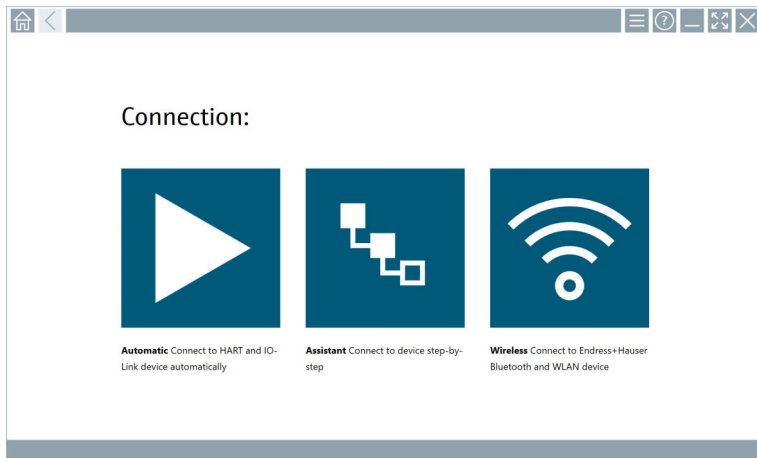 Connection:
Automatic Connect to HART and IO-
Link device automatically
Assistant Connect to device step-by-
step
Wireless Connect to Endress+Hauser
Bluetooth and WLAN device